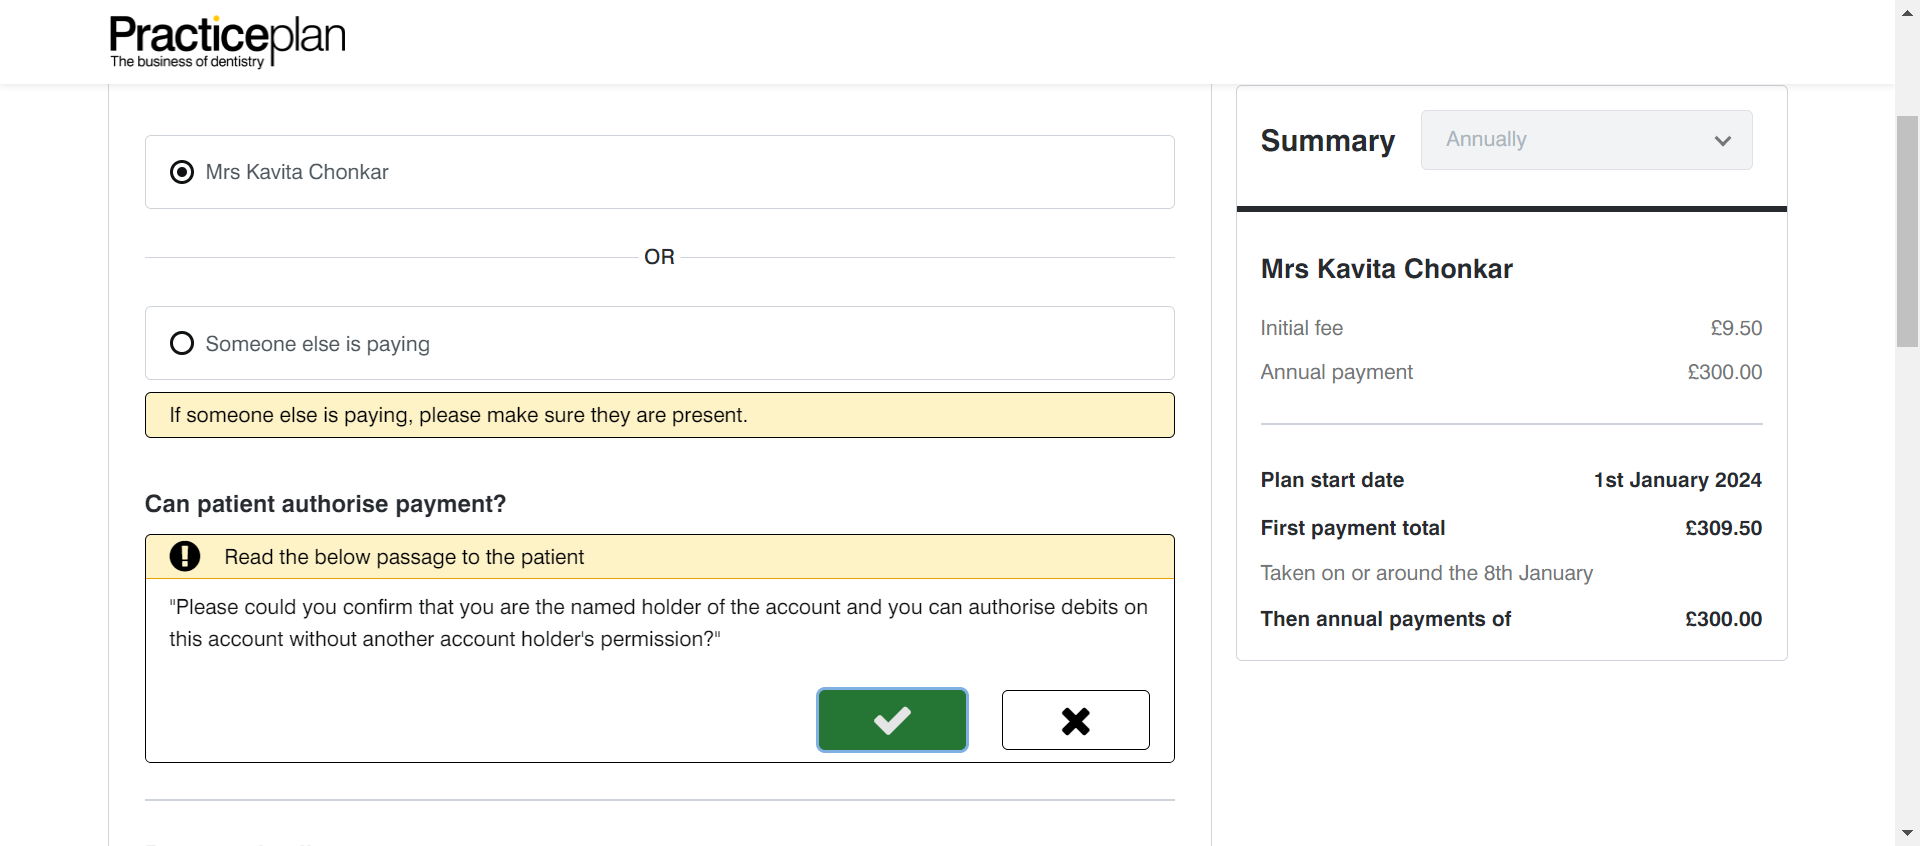 Practiceplan
The business of dentistry
Mrs Kavita Chonkar
OR
Someone else is paying
If someone else is paying, please make sure they are present.
Can patient authorise payment?
Read the below passage to the patient
"Please could you confirm that you are the named holder of the account and you can authorise debits on
this account without another account holder's permission?"
Summary
Annually
Mrs Kavita Chonkar
Initial fee £9.50
Annual payment £300.00
Plan start date 1st January 2024
First payment total £309.50
Taken on or around the 8th January
Then annual payments of £300.00